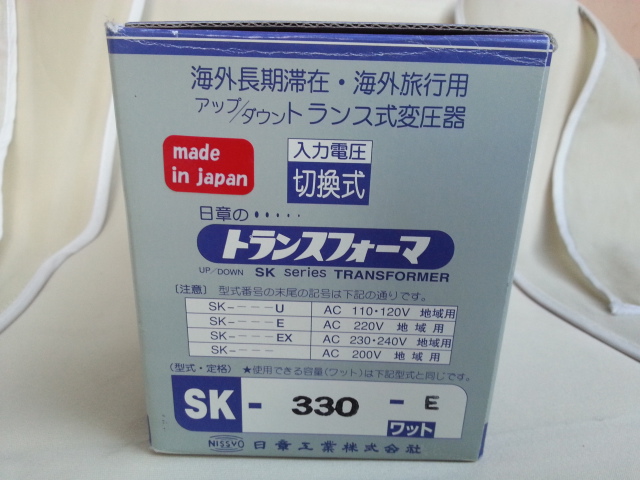 海外長期滞在・海外旅行用
アップ/ダウントランス式変圧器
made in japan
入力電圧
切換式
日章の・・・・・
トランスフォーマ
UP/DOWN SK series TRANSFORMER
〔注意〕 型式番号の末尾の記号は下記の通りです。
SK-----U AC 110・120V 地域用
SK-----E AC 220V 地域用
SK-----EX AC 230・240V 地域用
SK----- AC 200V 地域用
(型式・定格) ★使用できる容量(ワット)は下記型式と同じです。
SK - 330 - E
ワット
NISSYO 日章工業株式会社